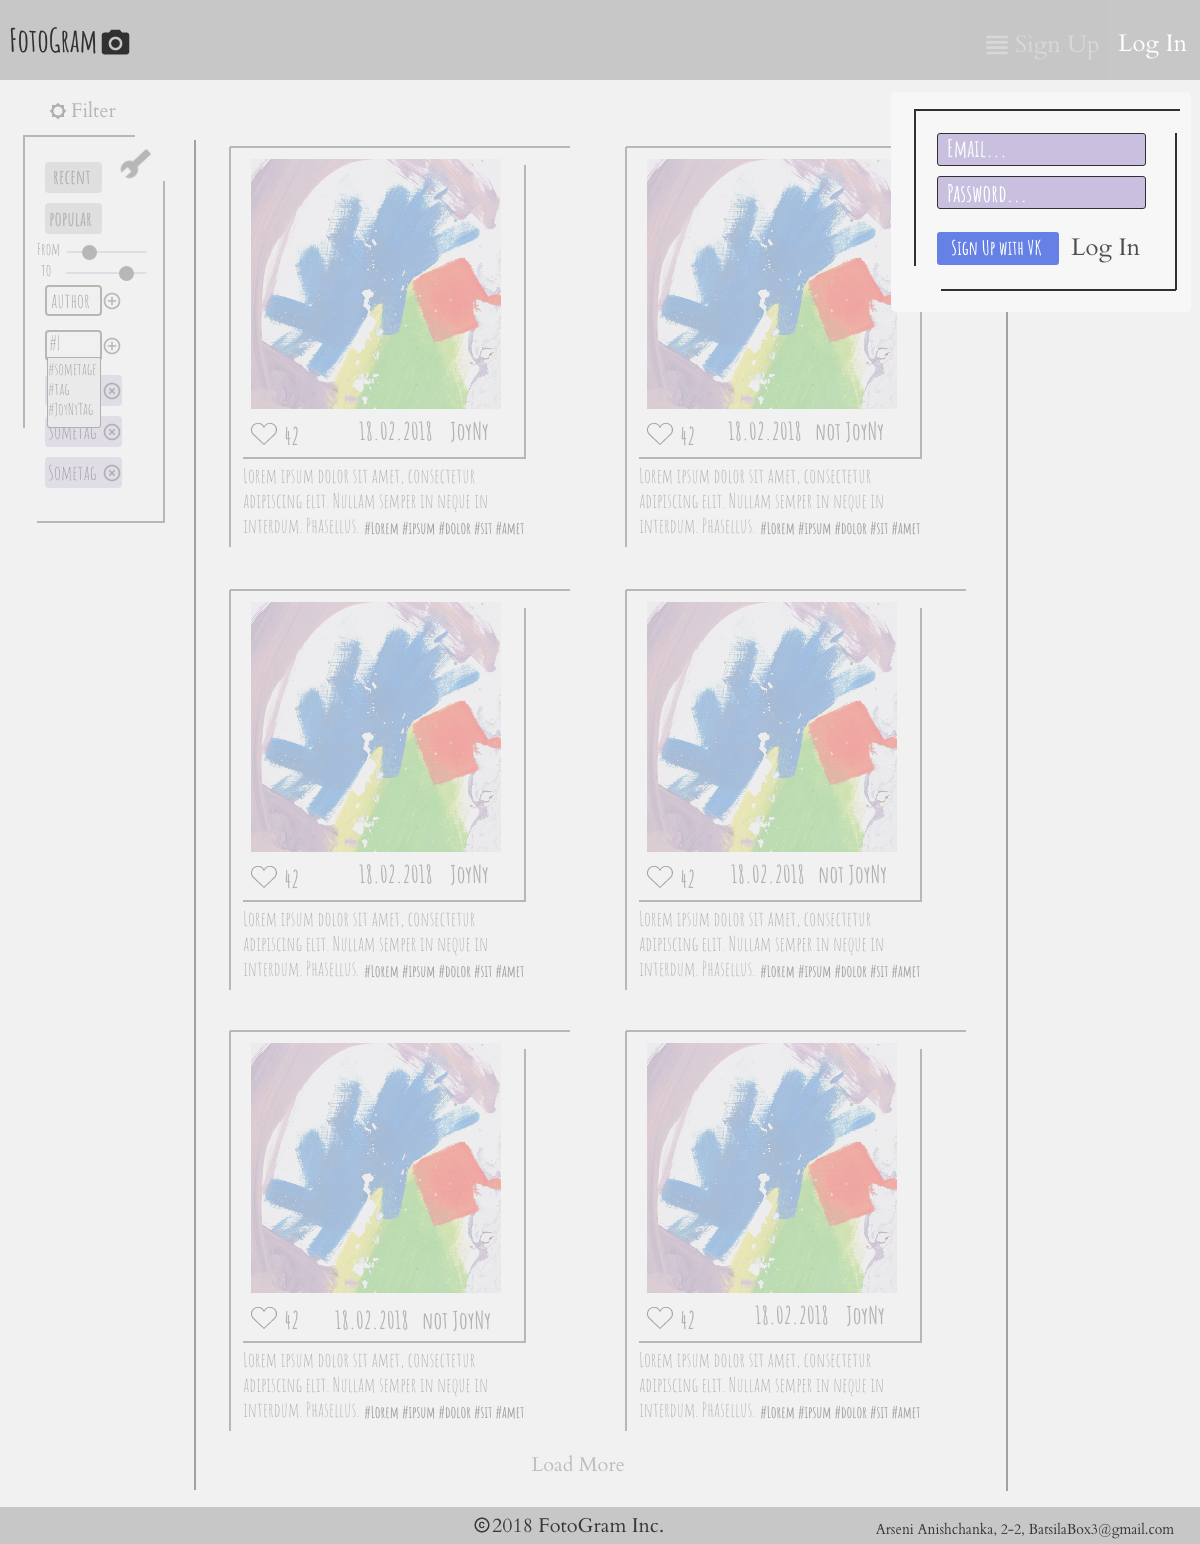 FotoGram
Sign Up Log In
Filter
recent
popular
From
to
author
#|
#sometage
#tag
#JoyNyTag
Sometag
Sometag
Email...
Password...
Sign Up with VK Log In
42 18.02.2018 JoyNy
Lorem ipsum dolor sit amet, consectetur
adipiscing elit. Nullam semper in neque in
interdum. Phasellus. #lorem #ipsum #dolor #sit #amet
42 18.02.2018 not JoyNy
Lorem ipsum dolor sit amet, consectetur
adipiscing elit. Nullam semper in neque in
interdum. Phasellus. #lorem #ipsum #dolor #sit #amet
42 18.02.2018 JoyNy
Lorem ipsum dolor sit amet, consectetur
adipiscing elit. Nullam semper in neque in
interdum. Phasellus. #lorem #ipsum #dolor #sit #amet
42 18.02.2018 not JoyNy
Lorem ipsum dolor sit amet, consectetur
adipiscing elit. Nullam semper in neque in
interdum. Phasellus. #lorem #ipsum #dolor #sit #amet
42 18.02.2018 not JoyNy
Lorem ipsum dolor sit amet, consectetur
adipiscing elit. Nullam semper in neque in
interdum. Phasellus. #lorem #ipsum #dolor #sit #amet
42 18.02.2018 JoyNy
Lorem ipsum dolor sit amet, consectetur
adipiscing elit. Nullam semper in neque in
interdum. Phasellus. #lorem #ipsum #dolor #sit #amet
Load More
©2018 FotoGram Inc.
Arseni Anishchanka, 2-2, BatsilaBox3@gmail.com